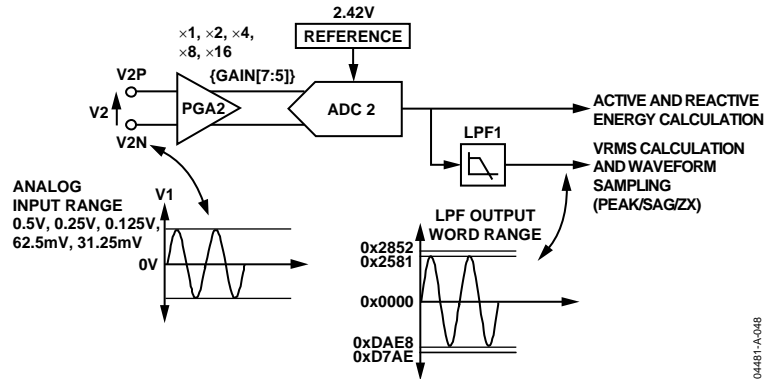 2.42V
REFERENCE
×1, ×2, ×4,
×8, ×16
{GAIN[7:5]}
V2P
V2
V2N
PGA2
ADC 2
ACTIVE AND REACTIVE
ENERGY CALCULATION
LPF1
VRMS CALCULATION
AND WAVEFORM
SAMPLING
(PEAK/SAG/ZX)
ANALOG
INPUT RANGE
0.5V, 0.25V, 0.125V,
62.5mV, 31.25mV
V1
0V
LPF OUTPUT
WORD RANGE
0x2852
0x2581
0x0000
0xDAE8
0xD7AE
04481-A-048